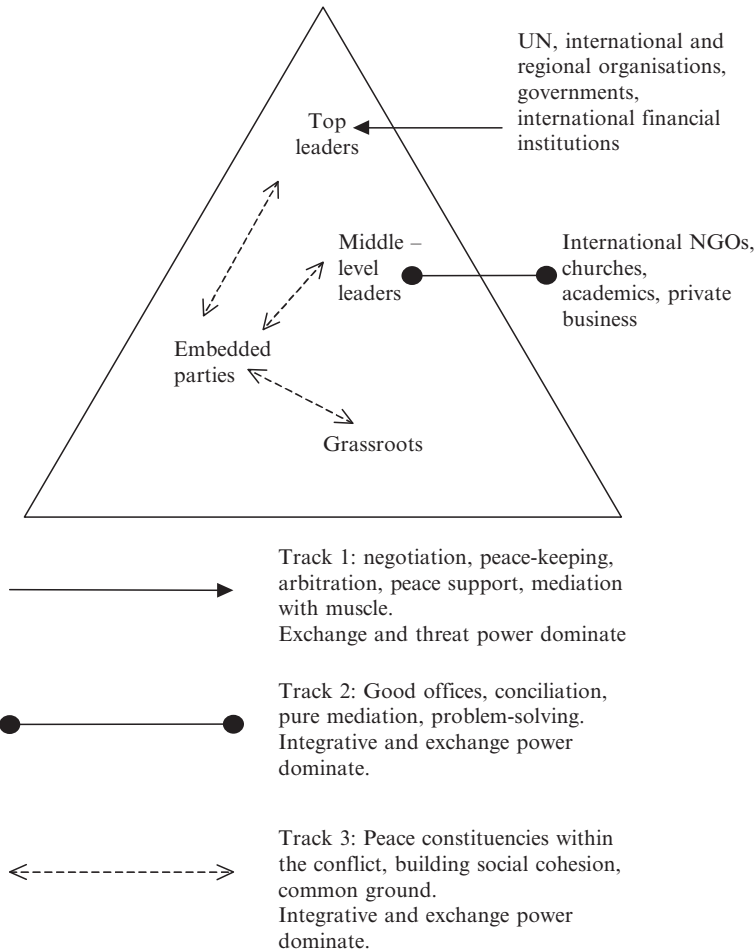 UN, international and
regional organisations,
governments,
international financial
institutions
Top
leaders
Middle –
level
leaders
International NGOs,
churches,
academics, private
business
Embedded
parties
Grassroots
Track 1: negotiation, peace-keeping,
arbitration, peace support, mediation
with muscle.
Exchange and threat power dominate
Track 2: Good offices, conciliation,
pure mediation, problem-solving.
Integrative and exchange power
dominate.
Track 3: Peace constituencies within
the conflict, building social cohesion,
common ground.
Integrative and exchange power
dominate.